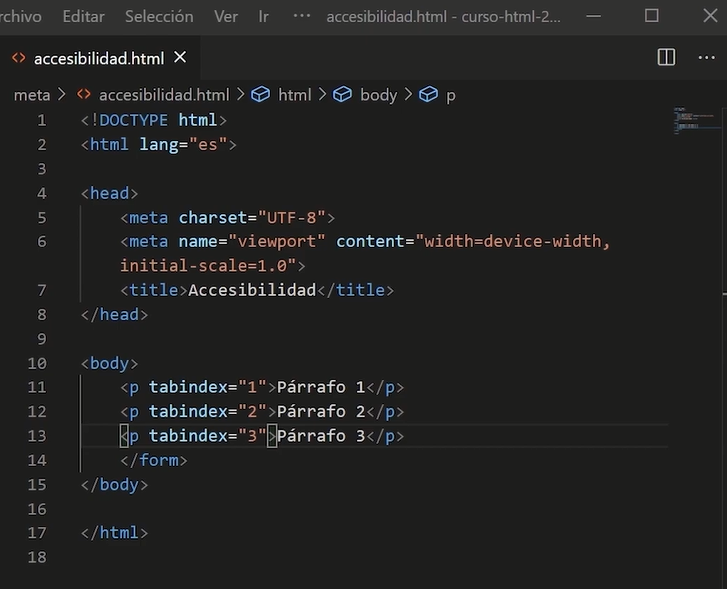 rchivo Editar Selección Ver Ir ··· accesibilidad.html - curso-html-2...
accesibilidad.html
meta > accesibilidad.html > html > body > p
1 <!DOCTYPE html>
2 <html lang="es">
3
4 <head>
5 <meta charset="UTF-8">
6 <meta name="viewport" content="width=device-width,
initial-scale=1.0">
7 <title>Accesibilidad</title>
8 </head>
9
10 <body>
11 <p tabindex="1">Párrafo 1</p>
12 <p tabindex="2">Párrafo 2</p>
13 <p tabindex="3">Párrafo 3</p>
14 </form>
15 </body>
16
17 </html>
18